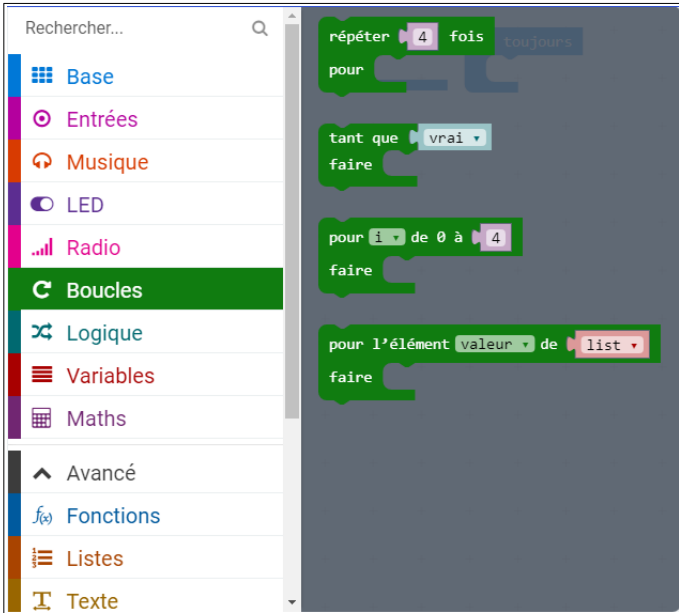 Rechercher...
Base
Entrées
Musique
LED
Radio
Boucles
Logique
Variables
Maths
Avancé
f(x) Fonctions
Listes
Texte
répéter 4 fois
toujours
pour
tant que vrai
faire
pour i de 0 à 4
faire
pour l’élément valeur de list
faire